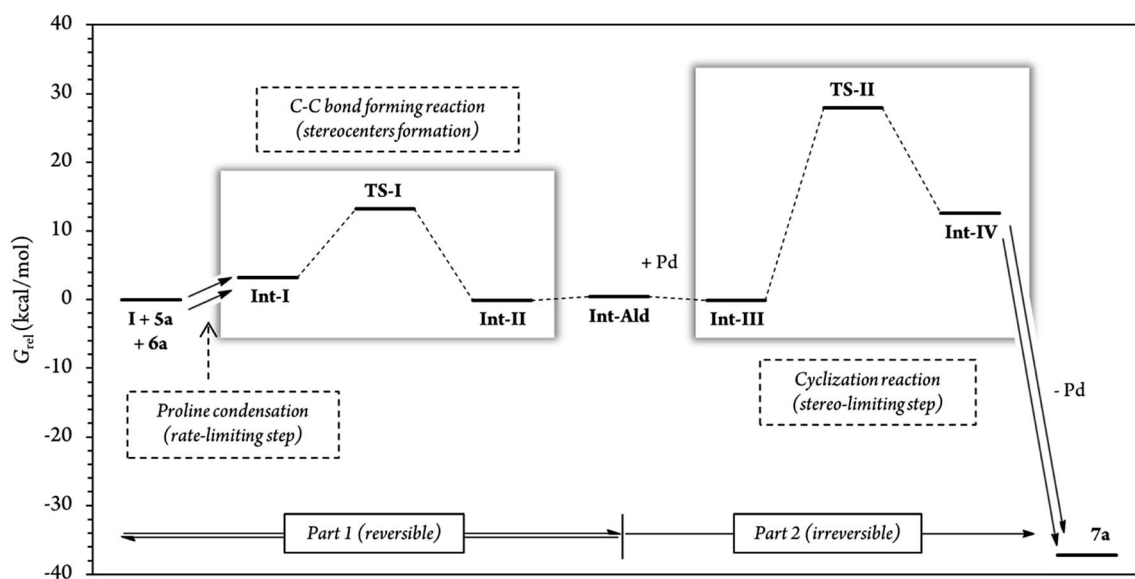 40
30
20
10
0
-10
-20
-30
-40
G_rel(kcal/mol)
C-C bond forming reaction
(stereocenters formation)
TS-I
TS-II
Int-I
Int-II
Int-Ald
Int-III
Int-IV
+ Pd
I + 5a
+ 6a
Proline condensation
(rate-limiting step)
Cyclization reaction
(stereo-limiting step)
- Pd
Part 1 (reversible)
Part 2 (irreversible)
7a